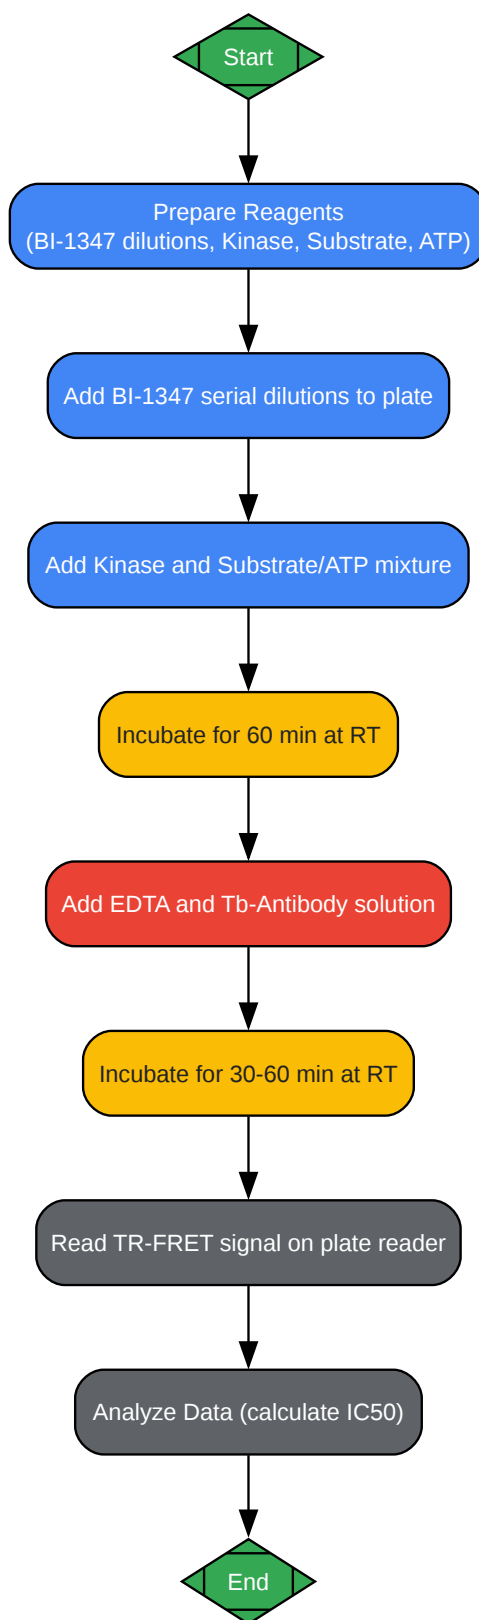 Start
Prepare Reagents
(BI-1347 dilutions, Kinase, Substrate, ATP)
Add BI-1347 serial dilutions to plate
Add Kinase and Substrate/ATP mixture
Incubate for 60 min at RT
Add EDTA and Tb-Antibody solution
Incubate for 30-60 min at RT
Read TR-FRET signal on plate reader
Analyze Data (calculate IC50)
End